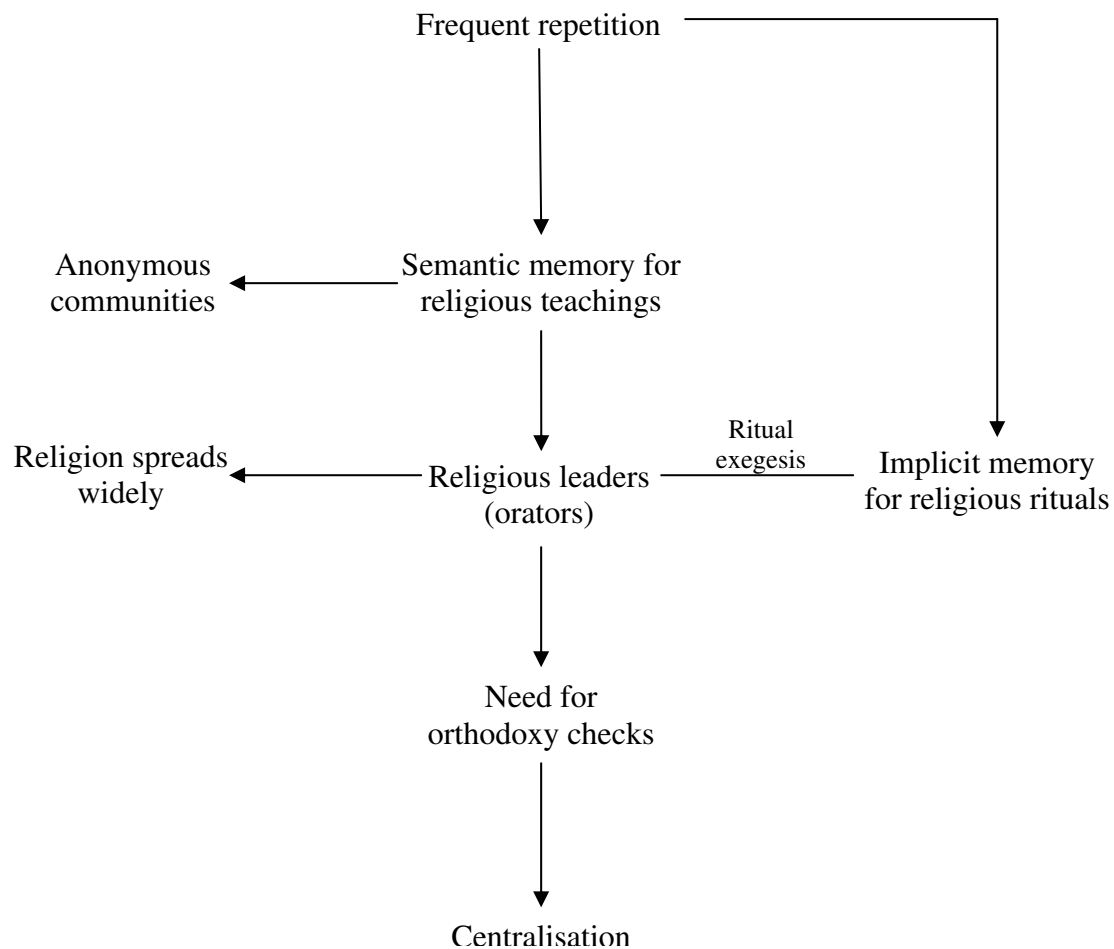 Frequent repetition
Anonymous
communities
Semantic memory for
religious teachings
Religion spreads
widely
Religious leaders
(orators)
Ritual
exegesis
Implicit memory
for religious rituals
Need for
orthodoxy checks
Centralisation